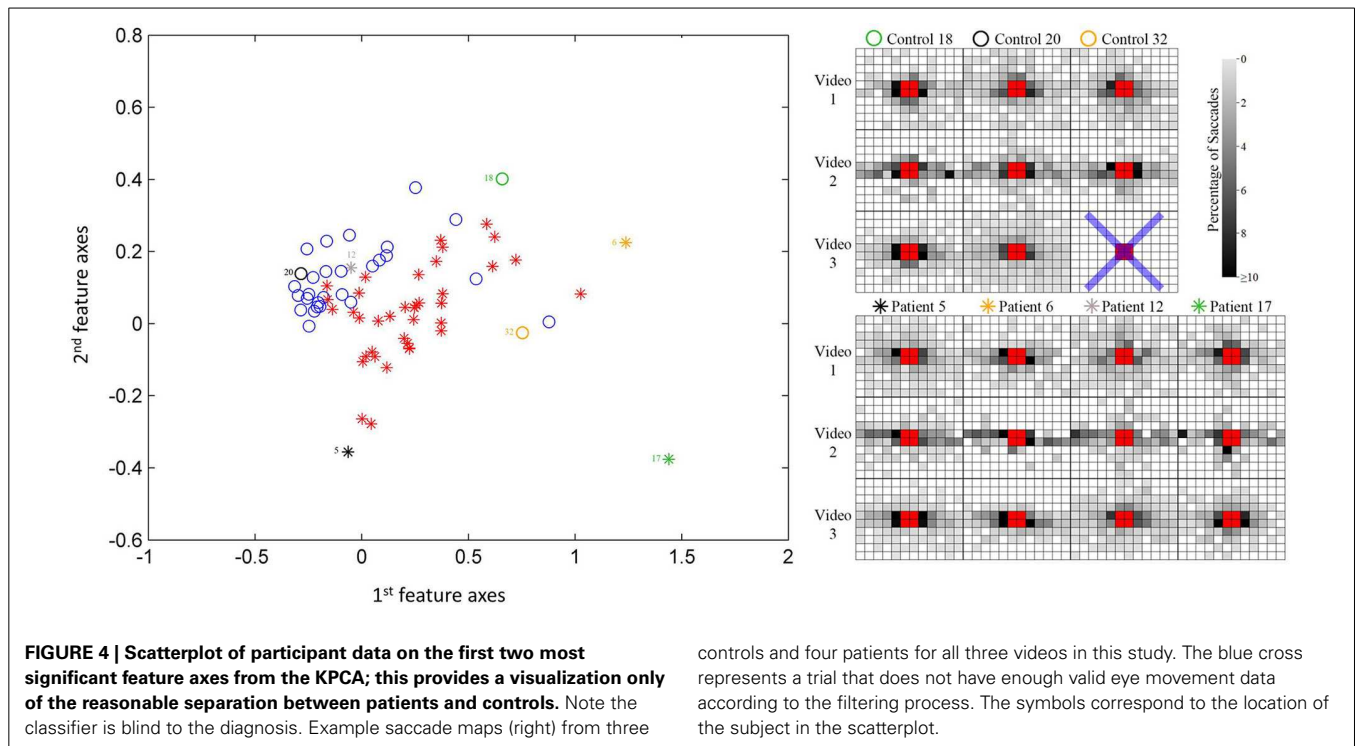 0.8
0.6
0.4
0.2
0
-0.2
-0.4
-0.6
-1
-0.5
0
0.5
1
1.5
2
2nd feature axes
1st feature axes
18
6
12
20
32
5
17
Control 18 Control 20 Control 32
Video 1
Video 2
Video 3
0
2
4
6
8
≥10
Percentage of Saccades
Patient 5 Patient 6 Patient 12 Patient 17
Video 1
Video 2
Video 3
FIGURE 4 | Scatterplot of participant data on the first two most
significant feature axes from the KPCA; this provides a visualization only
of the reasonable separation between patients and controls. Note the
classifier is blind to the diagnosis. Example saccade maps (right) from three
controls and four patients for all three videos in this study. The blue cross
represents a trial that does not have enough valid eye movement data
according to the filtering process. The symbols correspond to the location of
the subject in the scatterplot.